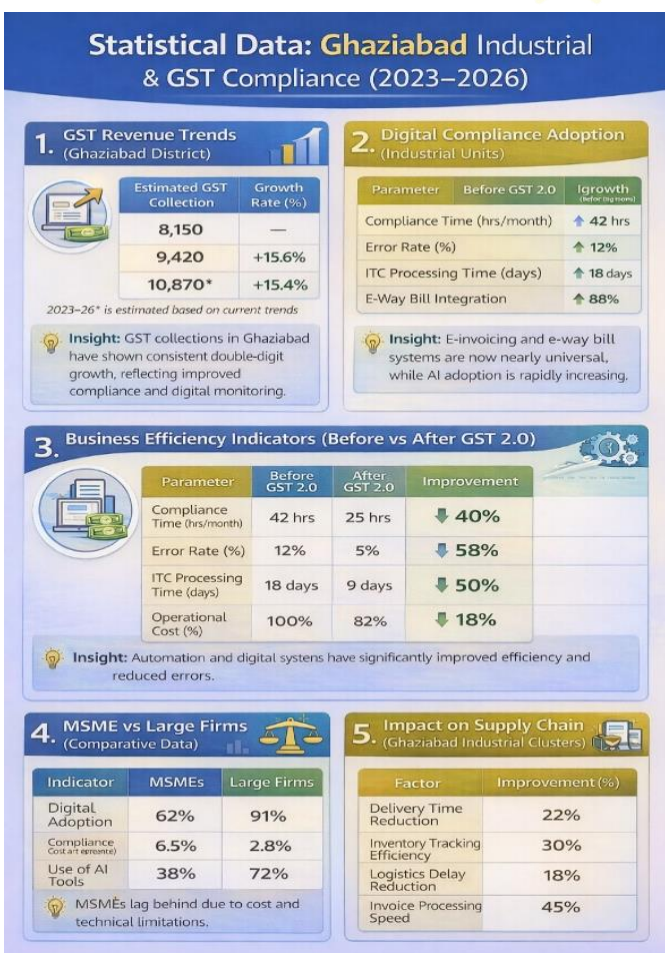 Statistical Data: Ghaziabad Industrial
& GST Compliance (2023–2026)
1. GST Revenue Trends
(Ghaziabad District)
Estimated GST Collection Growth Rate (%)
8,150 —
9,420 +15.6%
10,870* +15.4%
2023–26* is estimated based on current trends
Insight: GST collections in Ghaziabad
have shown consistent double-digit
growth, reflecting improved
compliance and digital monitoring.
2. Digital Compliance Adoption
(Industrial Units)
Parameter Before GST 2.0 Igrowth
Compliance Time (hrs/month) 42 hrs
Error Rate (%) 12%
ITC Processing Time (days) 18 days
E-Way Bill Integration 88%
Insight: E-invoicing and e-way bill
systems are now nearly universal,
while AI adoption is rapidly increasing.
3. Business Efficiency Indicators (Before vs After GST 2.0)
Parameter Before GST 2.0 After GST 2.0 Improvement
Compliance
Time (hrs/month) 42 hrs 25 hrs 40%
Error Rate (%) 12% 5% 58%
ITC Processing
Time (days) 18 days 9 days 50%
Operational
Cost (%) 100% 82% 18%
Insight: Automation and digital systens have significantly improved efficiency and
reduced errors.
4. MSME vs Large Firms
(Comparative Data)
Indicator MSMEs Large Firms
Digital
Adoption 62% 91%
Compliance
Cost 6.5% 2.8%
Use of AI
Tools 38% 72%
MSMEs lag behind due to cost and
technical limitations.
5. Impact on Supply Chain
(Ghaziabad Industrial Clusters)
Factor Improvement (%)
Delivery Time
Reduction 22%
Inventory Tracking
Efficiency 30%
Logistics Delay
Reduction 18%
Invoice Processing
Speed 45%